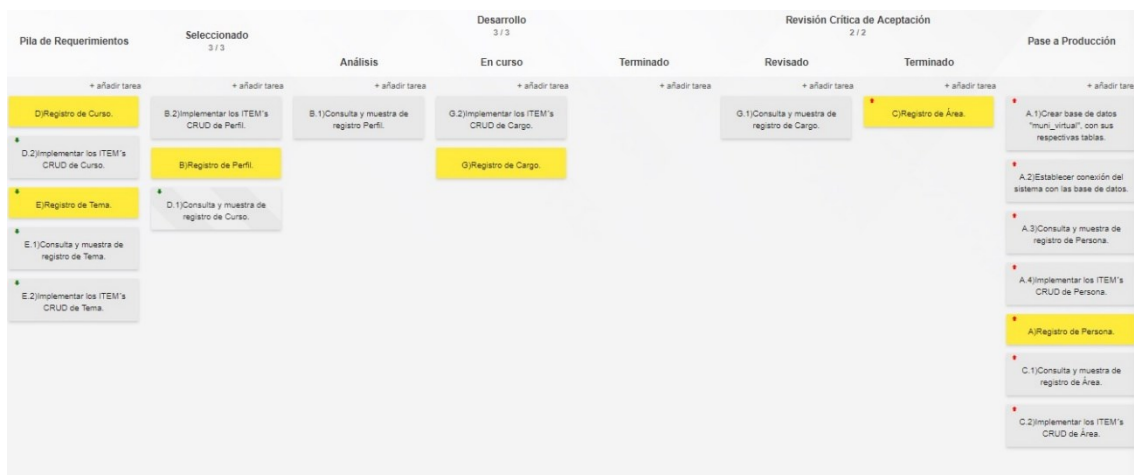 Pila de Requerimientos
Seleccionado
3 / 3
Desarrollo
3 / 3
Análisis
En curso
Terminado
Revisión Crítica de Aceptación
2 / 2
Revisado
Terminado
Pase a Producción
+ añadir tarea
+ añadir tarea
+ añadir tarea
+ añadir tarea
+ añadir tarea
+ añadir tarea
+ añadir tarea
+ añadir tare
D)Registro de Curso.
D.2)Implementar los ITEM's
CRUD de Curso.
E)Registro de Tema.
E.1)Consulta y muestra de
registro de Tema.
E.2)Implementar los ITEM's
CRUD de Tema.
B.2)Implementar los ITEM's
CRUD de Perfil.
B)Registro de Perfil.
D.1)Consulta y muestra de
registro de Curso.
B.1)Consulta y muestra de
registro Perfil.
G.2)Implementar los ITEM's
CRUD de Cargo.
G)Registro de Cargo.
G.1)Consulta y muestra de
registro de Cargo.
C)Registro de Área.
A.1)Crear base de datos
"muni_virtual", con sus
respectivas tablas.
A.2)Establecer conexión del
sistema con las base de datos.
A.3)Consulta y muestra de
registro de Persona.
A.4)Implementar los ITEM's
CRUD de Persona.
A)Registro de Persona.
C.1)Consulta y muestra de
registro de Área.
C.2)Implementar los ITEM's
CRUD de Área.